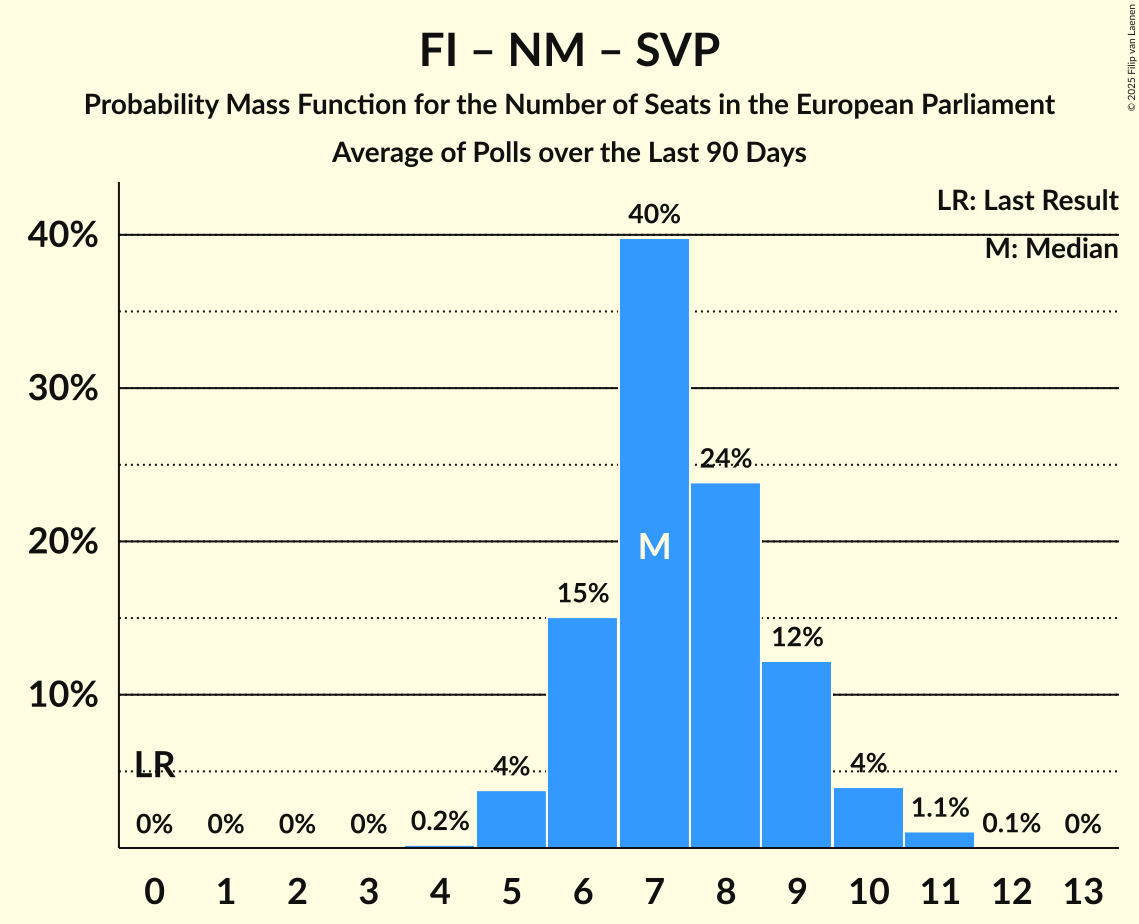 FI – NM – SVP
Probability Mass Function for the Number of Seats in the European Parliament
Average of Polls over the Last 90 Days
© 2025 Filip van Laenen
LR: Last Result
M: Median
40%
30%
20%
10%
40%
24%
15%
12%
4%
4%
1.1%
0.2%
0.1%
0%
0%
0%
0%
0%
LR
M
0 1 2 3 4 5 6 7 8 9 10 11 12 13